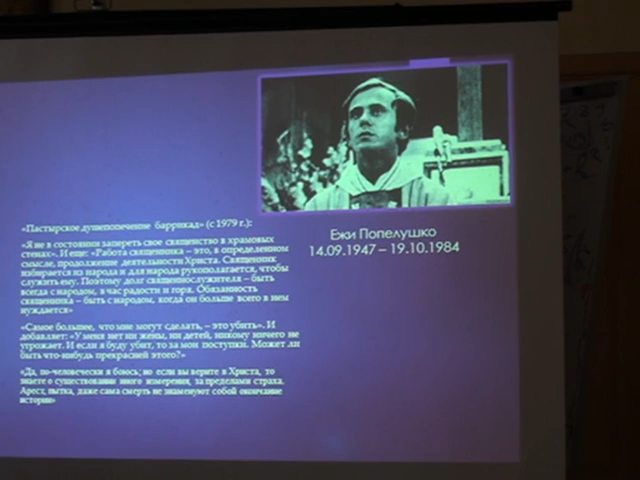 «Пастырское душепопечение баррикад» (с 1979 г.):
«Я не в состоянии запереть свое священство в храмовых
стенах». И еще: «Работа священника – это, в определенном
смысле, продолжение деятельности Христа. Священник
избирается из народа и для народа рукополагается, чтобы
служить ему. Поэтому долг священнослужителя – быть
всегда с народом, в час радости и горя. Обязанность
священника – быть с народом, когда он больше всего в нем
нуждается»
«Самое большее, что мне могут сделать, – это убить». И
добавляет: «У меня нет ни жены, ни детей, никому ничего не
угрожает. И если я буду убит, то за мои поступки. Может ли
быть что-нибудь прекрасней этого?»
«Да, по-человечески я боюсь; но если вы верите в Христа, то
знаете о существовании иного измерения, за пределами страха.
Арест, пытка, даже сама смерть не знаменуют собой окончание
истории»
Ежи Попелушко
14.09.1947 – 19.10.1984